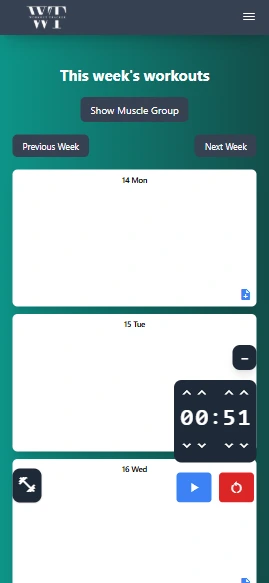 WT
WORKOUT TRACKER
WT
This week's workouts
Show Muscle Group
Previous Week
Next Week
14 Mon
15 Tue
00:51
16 Wed